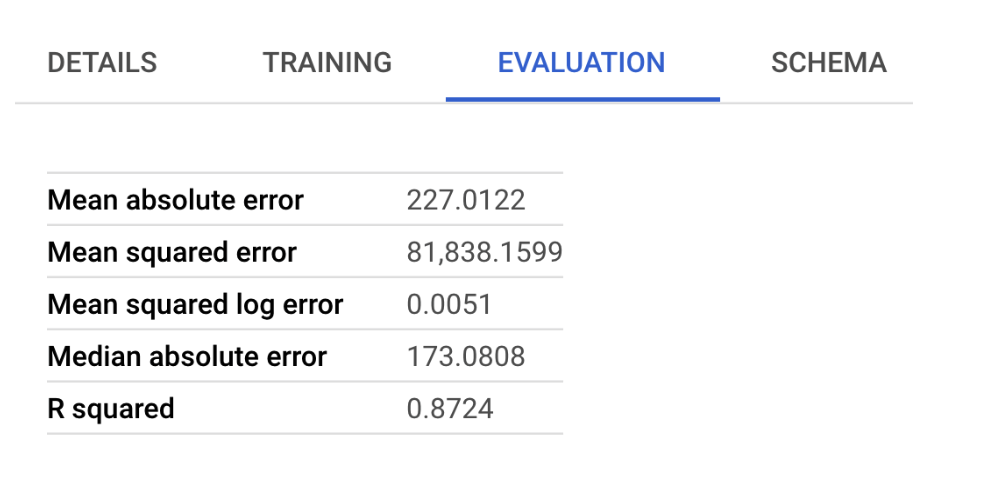 DETAILS TRAINING EVALUATION SCHEMA
Mean absolute error 227.0122
Mean squared error 81,838.1599
Mean squared log error 0.0051
Median absolute error 173.0808
R squared 0.8724